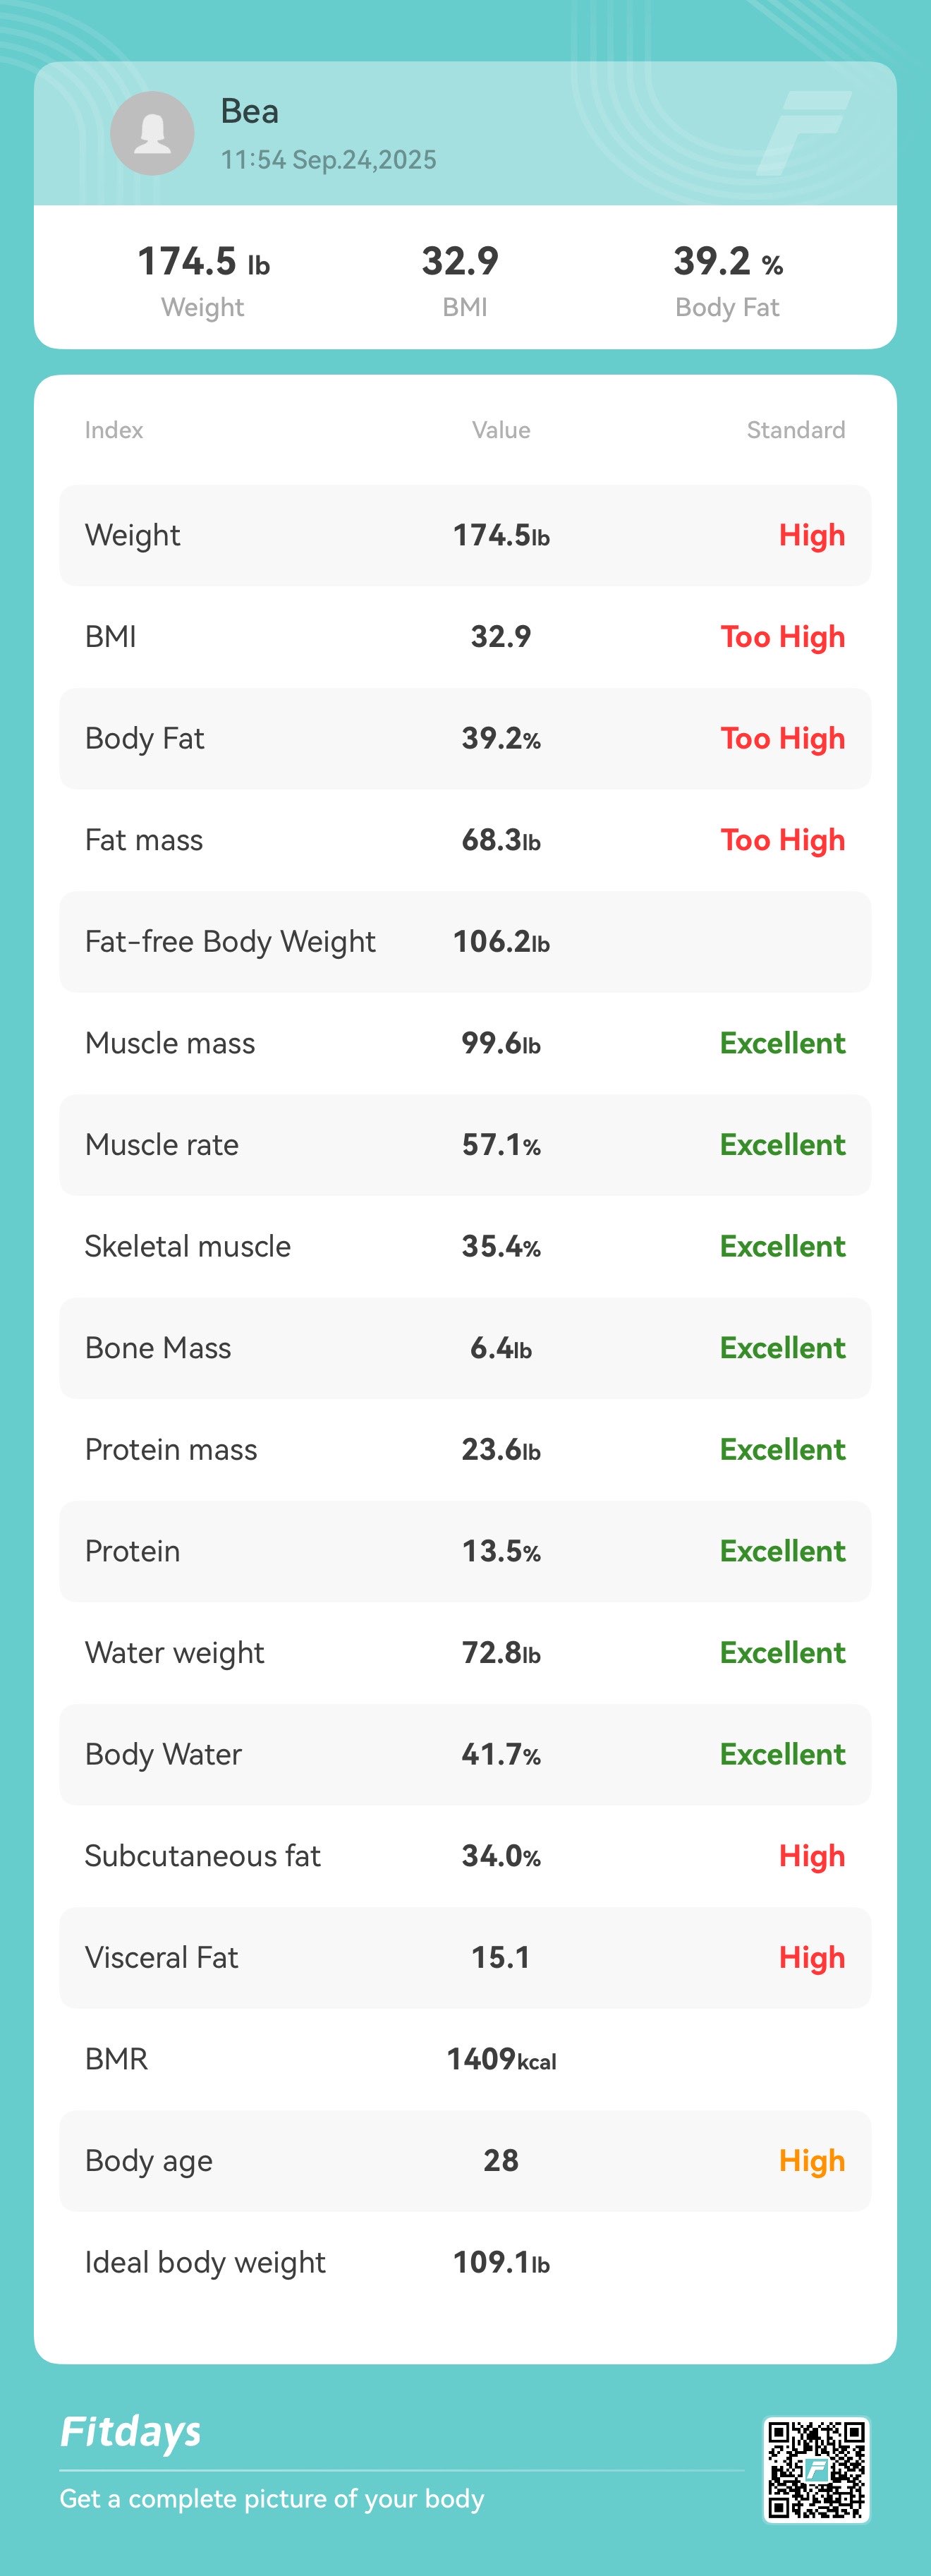 Bea
11:54 Sep.24,2025
174.5 lb 32.9 39.2 %
Weight BMI Body Fat
Index Value Standard
Weight 174.5lb High
BMI 32.9 Too High
Body Fat 39.2% Too High
Fat mass 68.3lb Too High
Fat-free Body Weight 106.2lb
Muscle mass 99.6lb Excellent
Muscle rate 57.1% Excellent
Skeletal muscle 35.4% Excellent
Bone Mass 6.4lb Excellent
Protein mass 23.6lb Excellent
Protein 13.5% Excellent
Water weight 72.8lb Excellent
Body Water 41.7% Excellent
Subcutaneous fat 34.0% High
Visceral Fat 15.1 High
BMR 1409kcal
Body age 28 High
Ideal body weight 109.1lb
Fitdays
Get a complete picture of your body